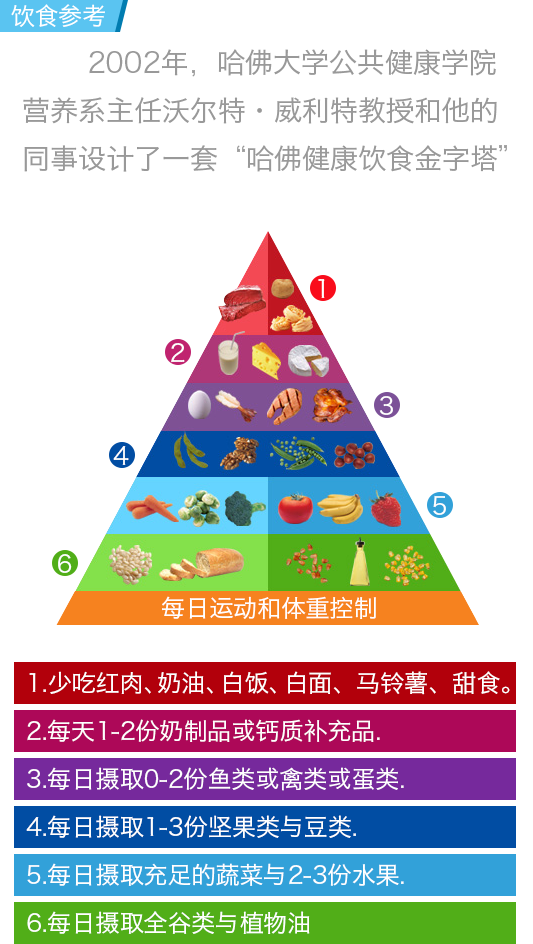 饮食参考
2002年，哈佛大学公共健康学院
营养系主任沃尔特·威利特教授和他的
同事设计了一套“哈佛健康饮食金字塔”
1
2
3
4
5
6
每日运动和体重控制
1.少吃红肉、奶油、白饭、白面、马铃薯、甜食。
2.每天1-2份奶制品或钙质补充品.
3.每日摄取0-2份鱼类或禽类或蛋类.
4.每日摄取1-3份坚果类与豆类.
5.每日摄取充足的蔬菜与2-3份水果.
6.每日摄取全谷类与植物油